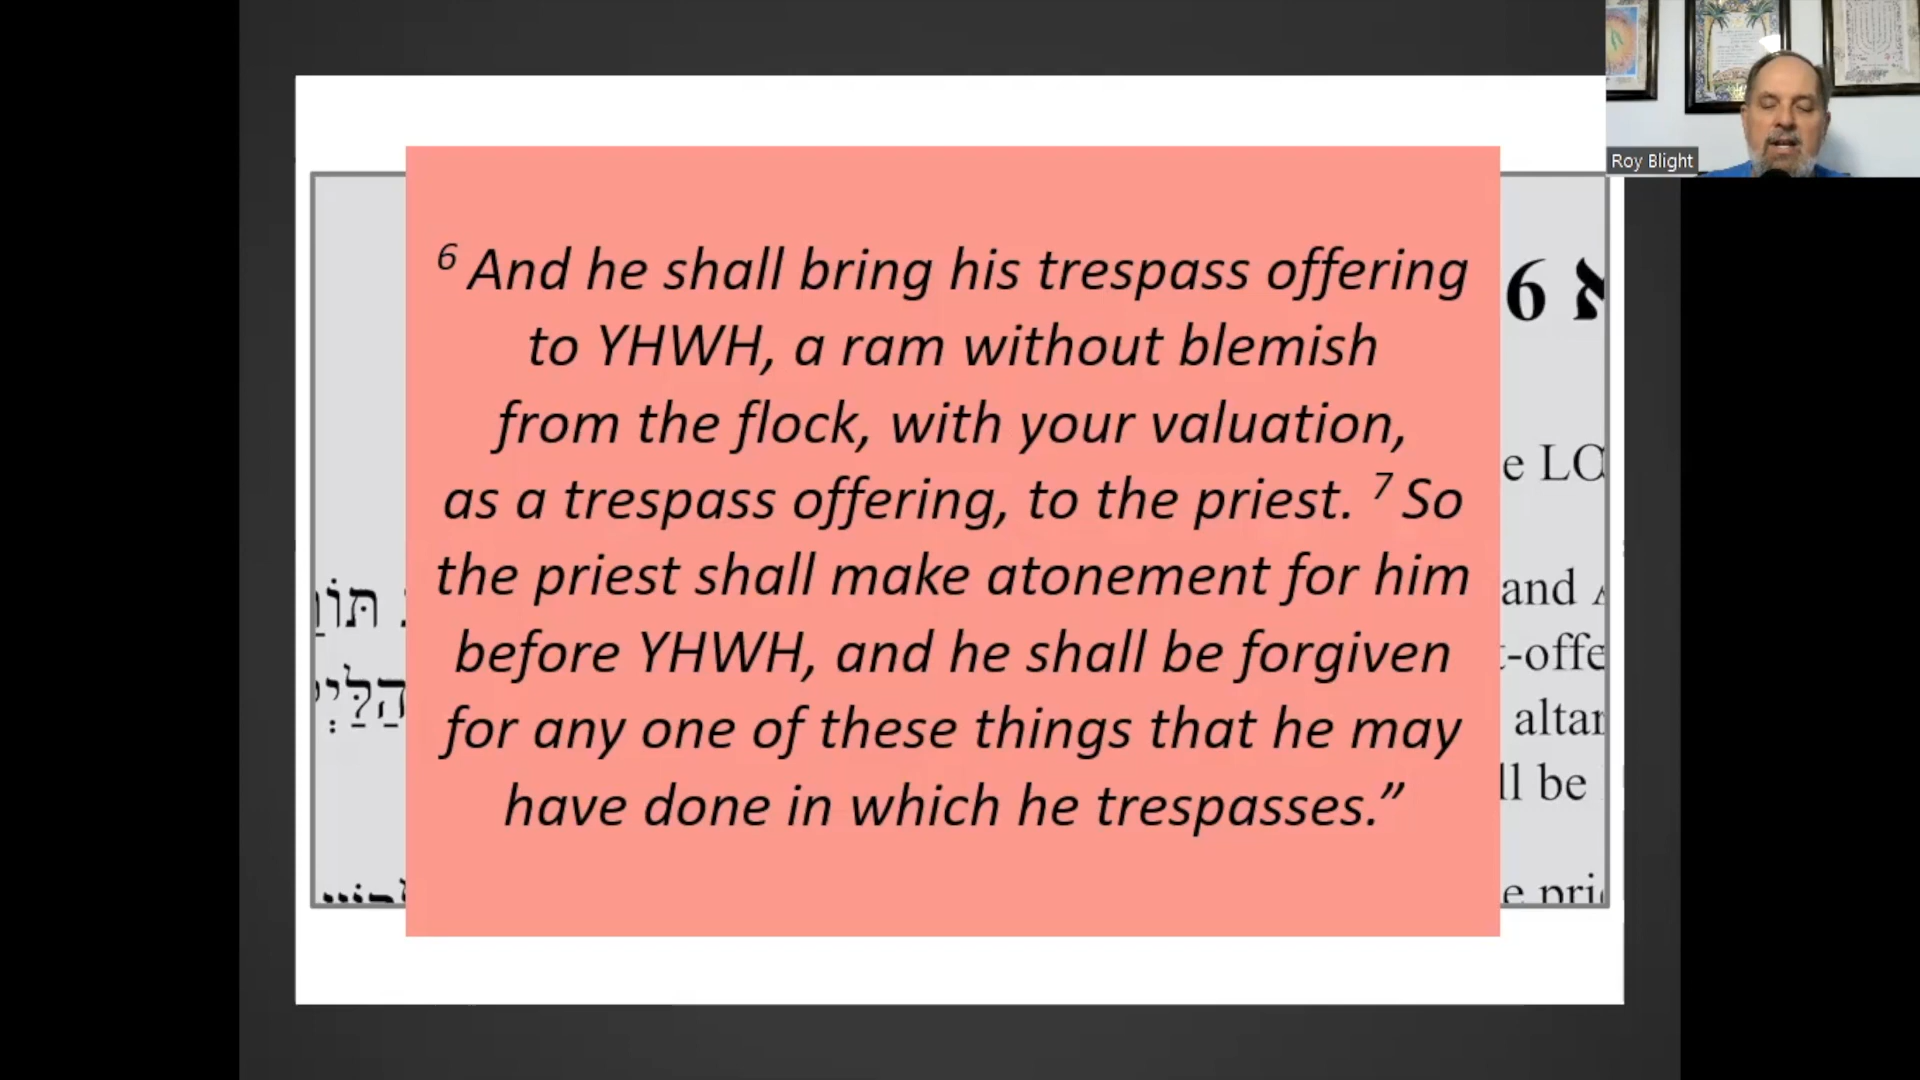 Roy Blight
6 And he shall bring his trespass offering
to YHWH, a ram without blemish
from the flock, with your valuation,
as a trespass offering, to the priest. 7 So
the priest shall make atonement for him
before YHWH, and he shall be forgiven
for any one of these things that he may
have done in which he trespasses.”
6 א
e LO
and
t-offe
altar
ll be
e pri